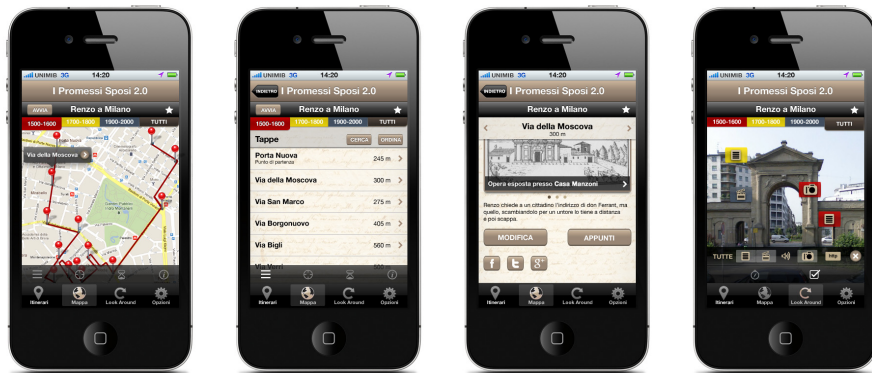 UNIMIB 3G 14:20
I Promessi Sposi 2.0
AVVIA Renzo a Milano
1500-1600 1700-1800 1900-2000 TUTTI
Via della Moscova
Itinerari Mappa Look Around Opzioni
UNIMIB 3G 14:20
INDIETRO I Promessi Sposi 2.0
AVVIA Renzo a Milano
1500-1600 1700-1800 1900-2000 TUTTI
Tappe CERCA ORDINA
Porta Nuova 245 m
Punto di partenza
Via della Moscova 300 m
Via San Marco 275 m
Via Borgonuovo 405 m
Via Bigli 560 m
Via Verri
Itinerari Mappa Look Around Opzioni
UNIMIB 3G 14:20
INDIETRO I Promessi Sposi 2.0
Renzo a Milano
Via della Moscova
300 m
Opera esposta presso Casa Manzoni
Renzo chiede a un cittadino l'indirizzo di don Ferrant, ma
quello, scambiandolo per un untore lo tiene a distanza
e poi scappa.
MODIFICA APPUNTI
Itinerari Mappa Look Around Opzioni
UNIMIB 3G 14:20
I Promessi Sposi 2.0
Renzo a Milano
1500-1600 1700-1800 1900-2000 TUTTI
TUTTE http
Itinerari Mappa Look Around Opzioni